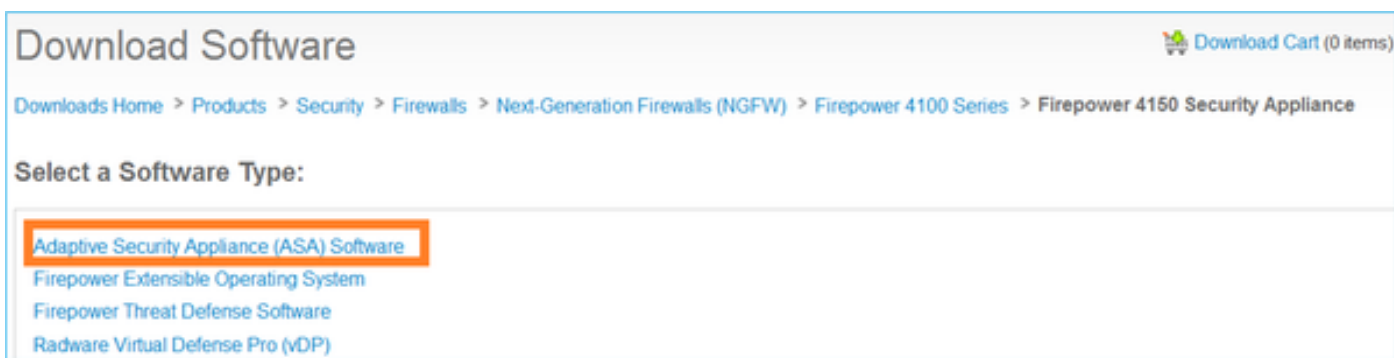 Download Software
Download Cart (0 items)
Downloads Home > Products > Security > Firewalls > Next-Generation Firewalls (NGFW) > Firepower 4100 Series > Firepower 4150 Security Appliance
Select a Software Type:
Adaptive Security Appliance (ASA) Software
Firepower Extensible Operating System
Firepower Threat Defense Software
Radware Virtual Defense Pro (vDP)